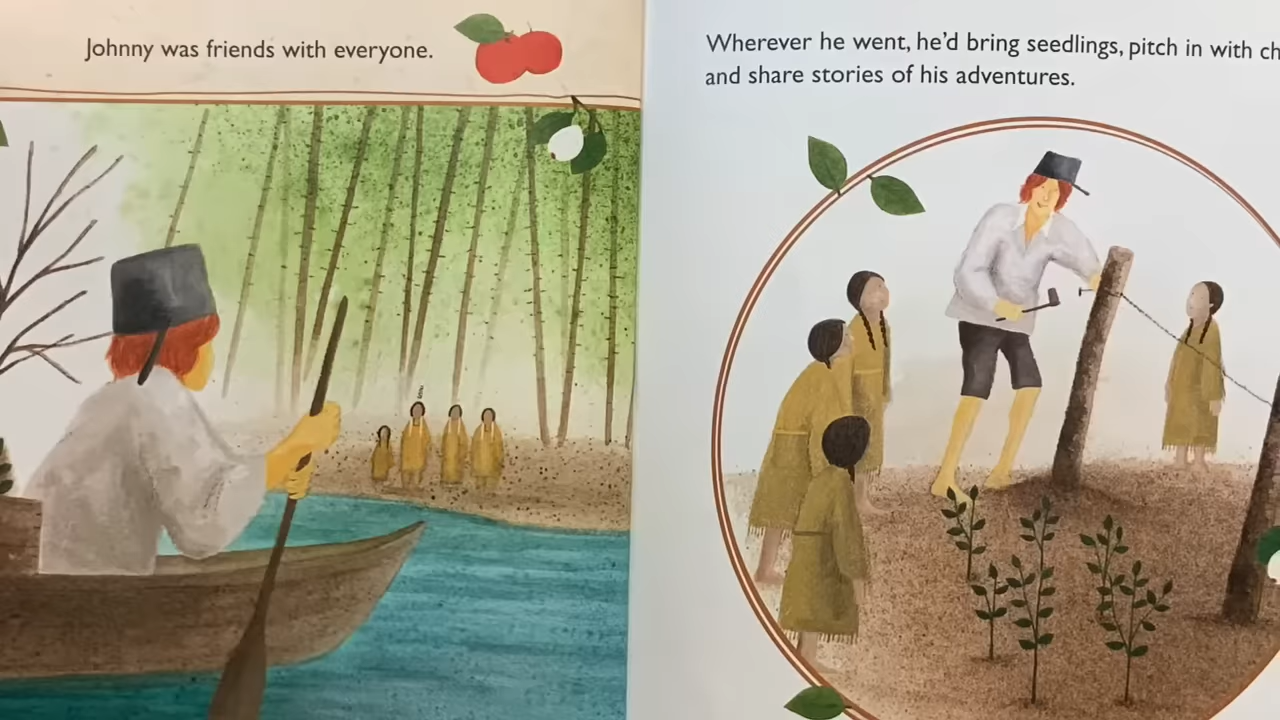 Johnny was friends with everyone.
Wherever he went, he'd bring seedlings, pitch in with
and share stories of his adventures.